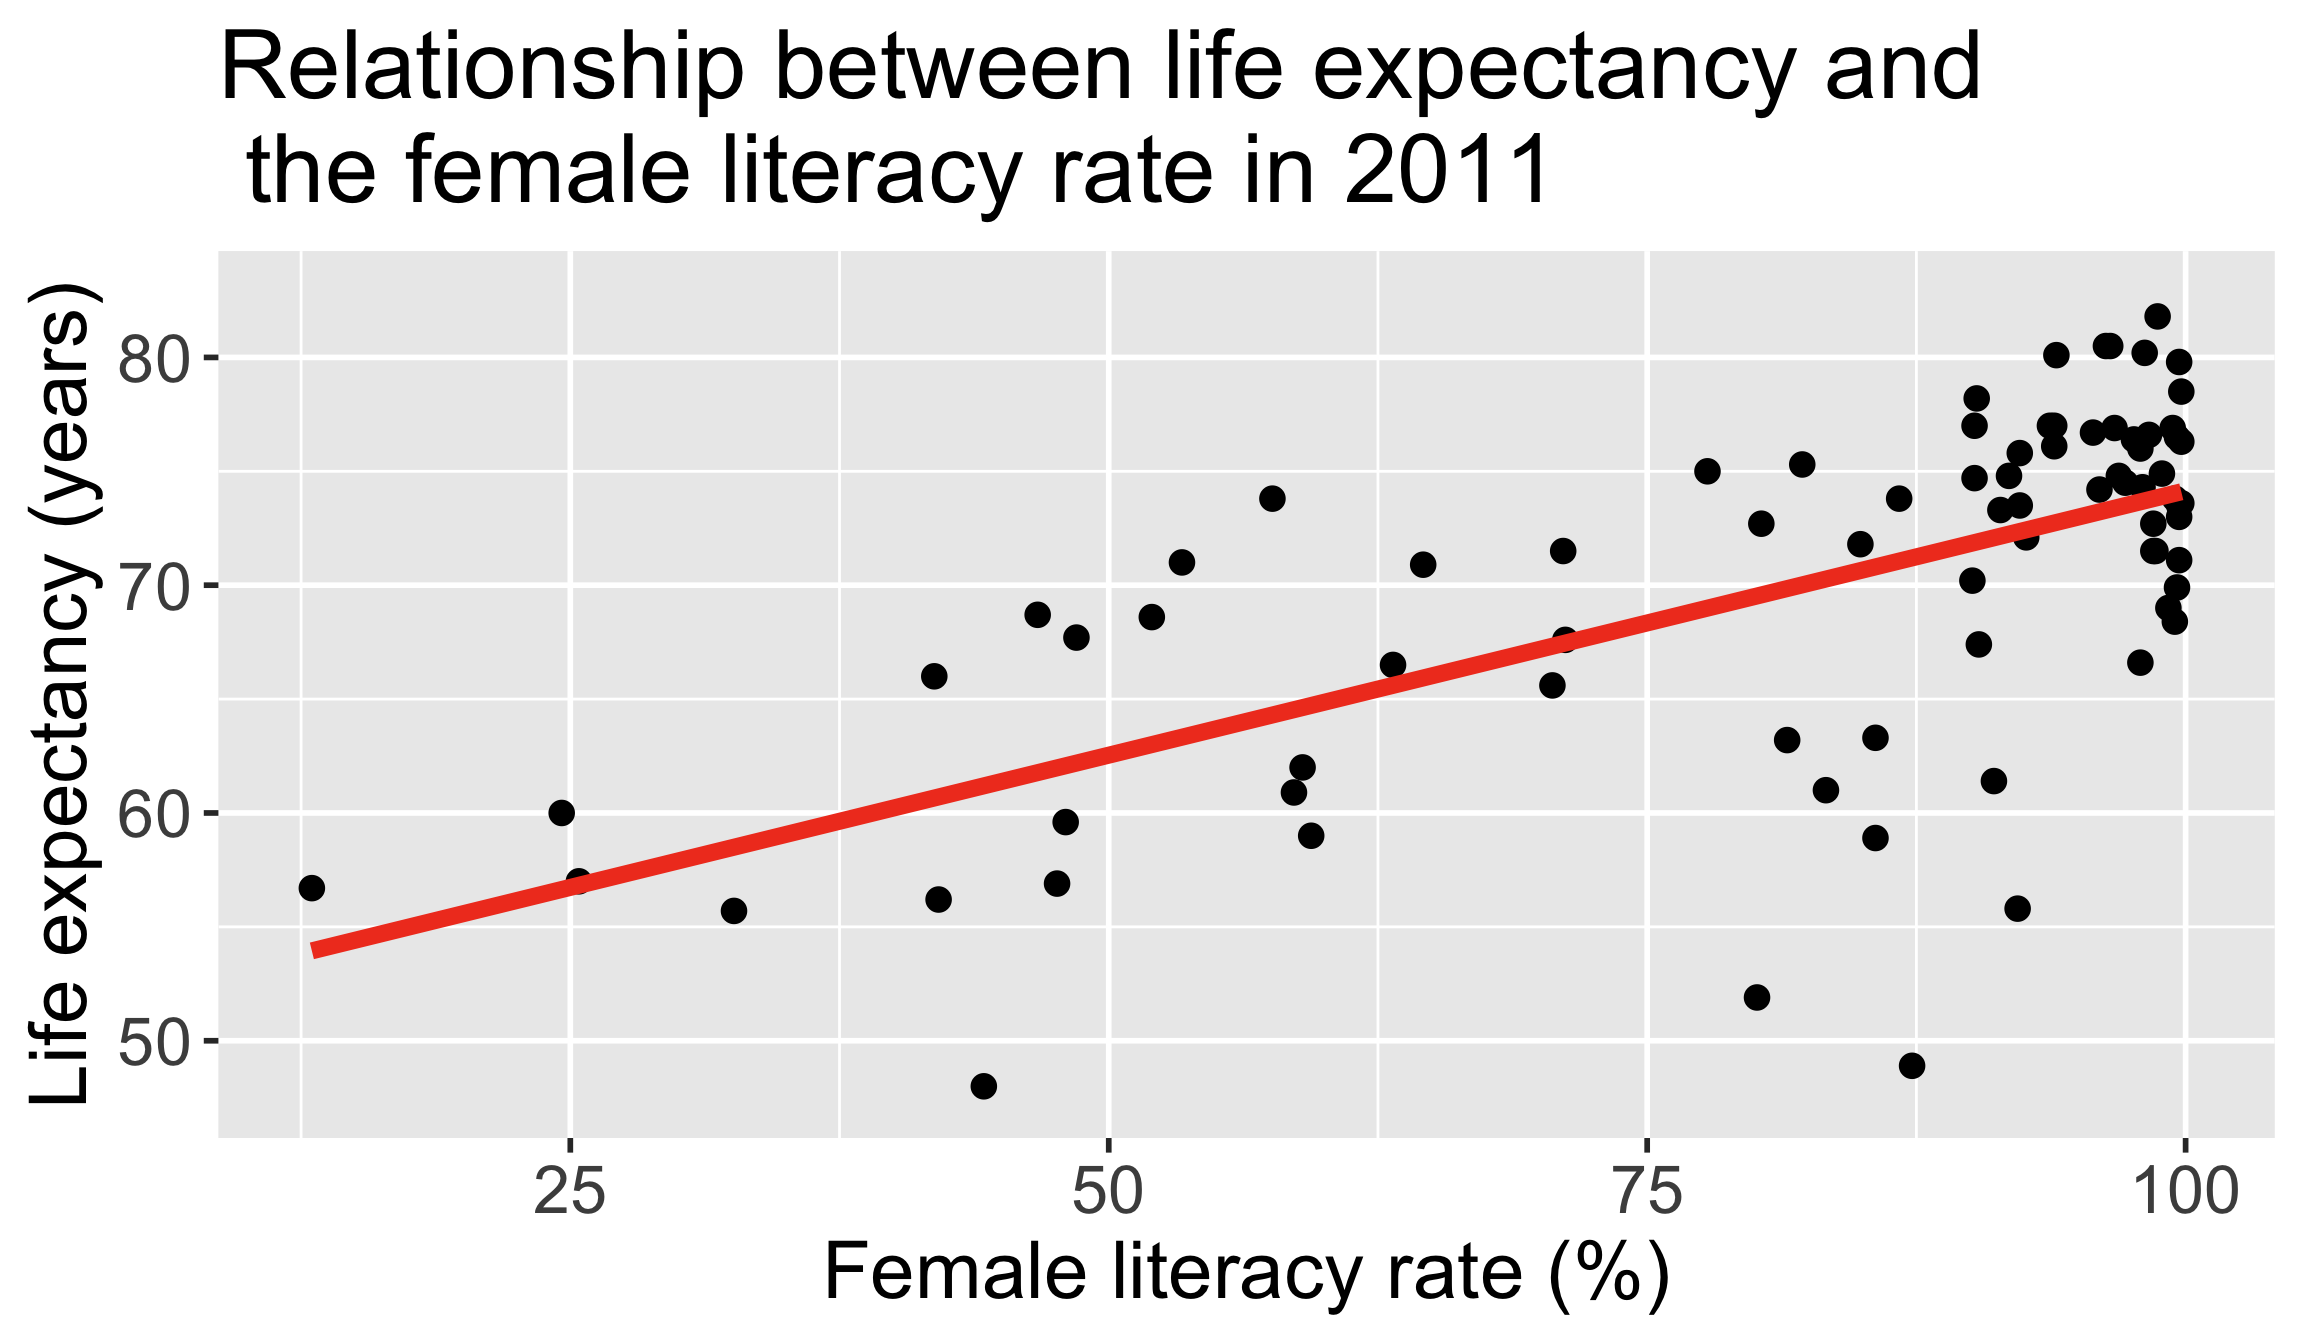 Relationship between life expectancy and
the female literacy rate in 2011
Life expectancy (years)
80
70
60
50
25 50 75 100
Female literacy rate (%)